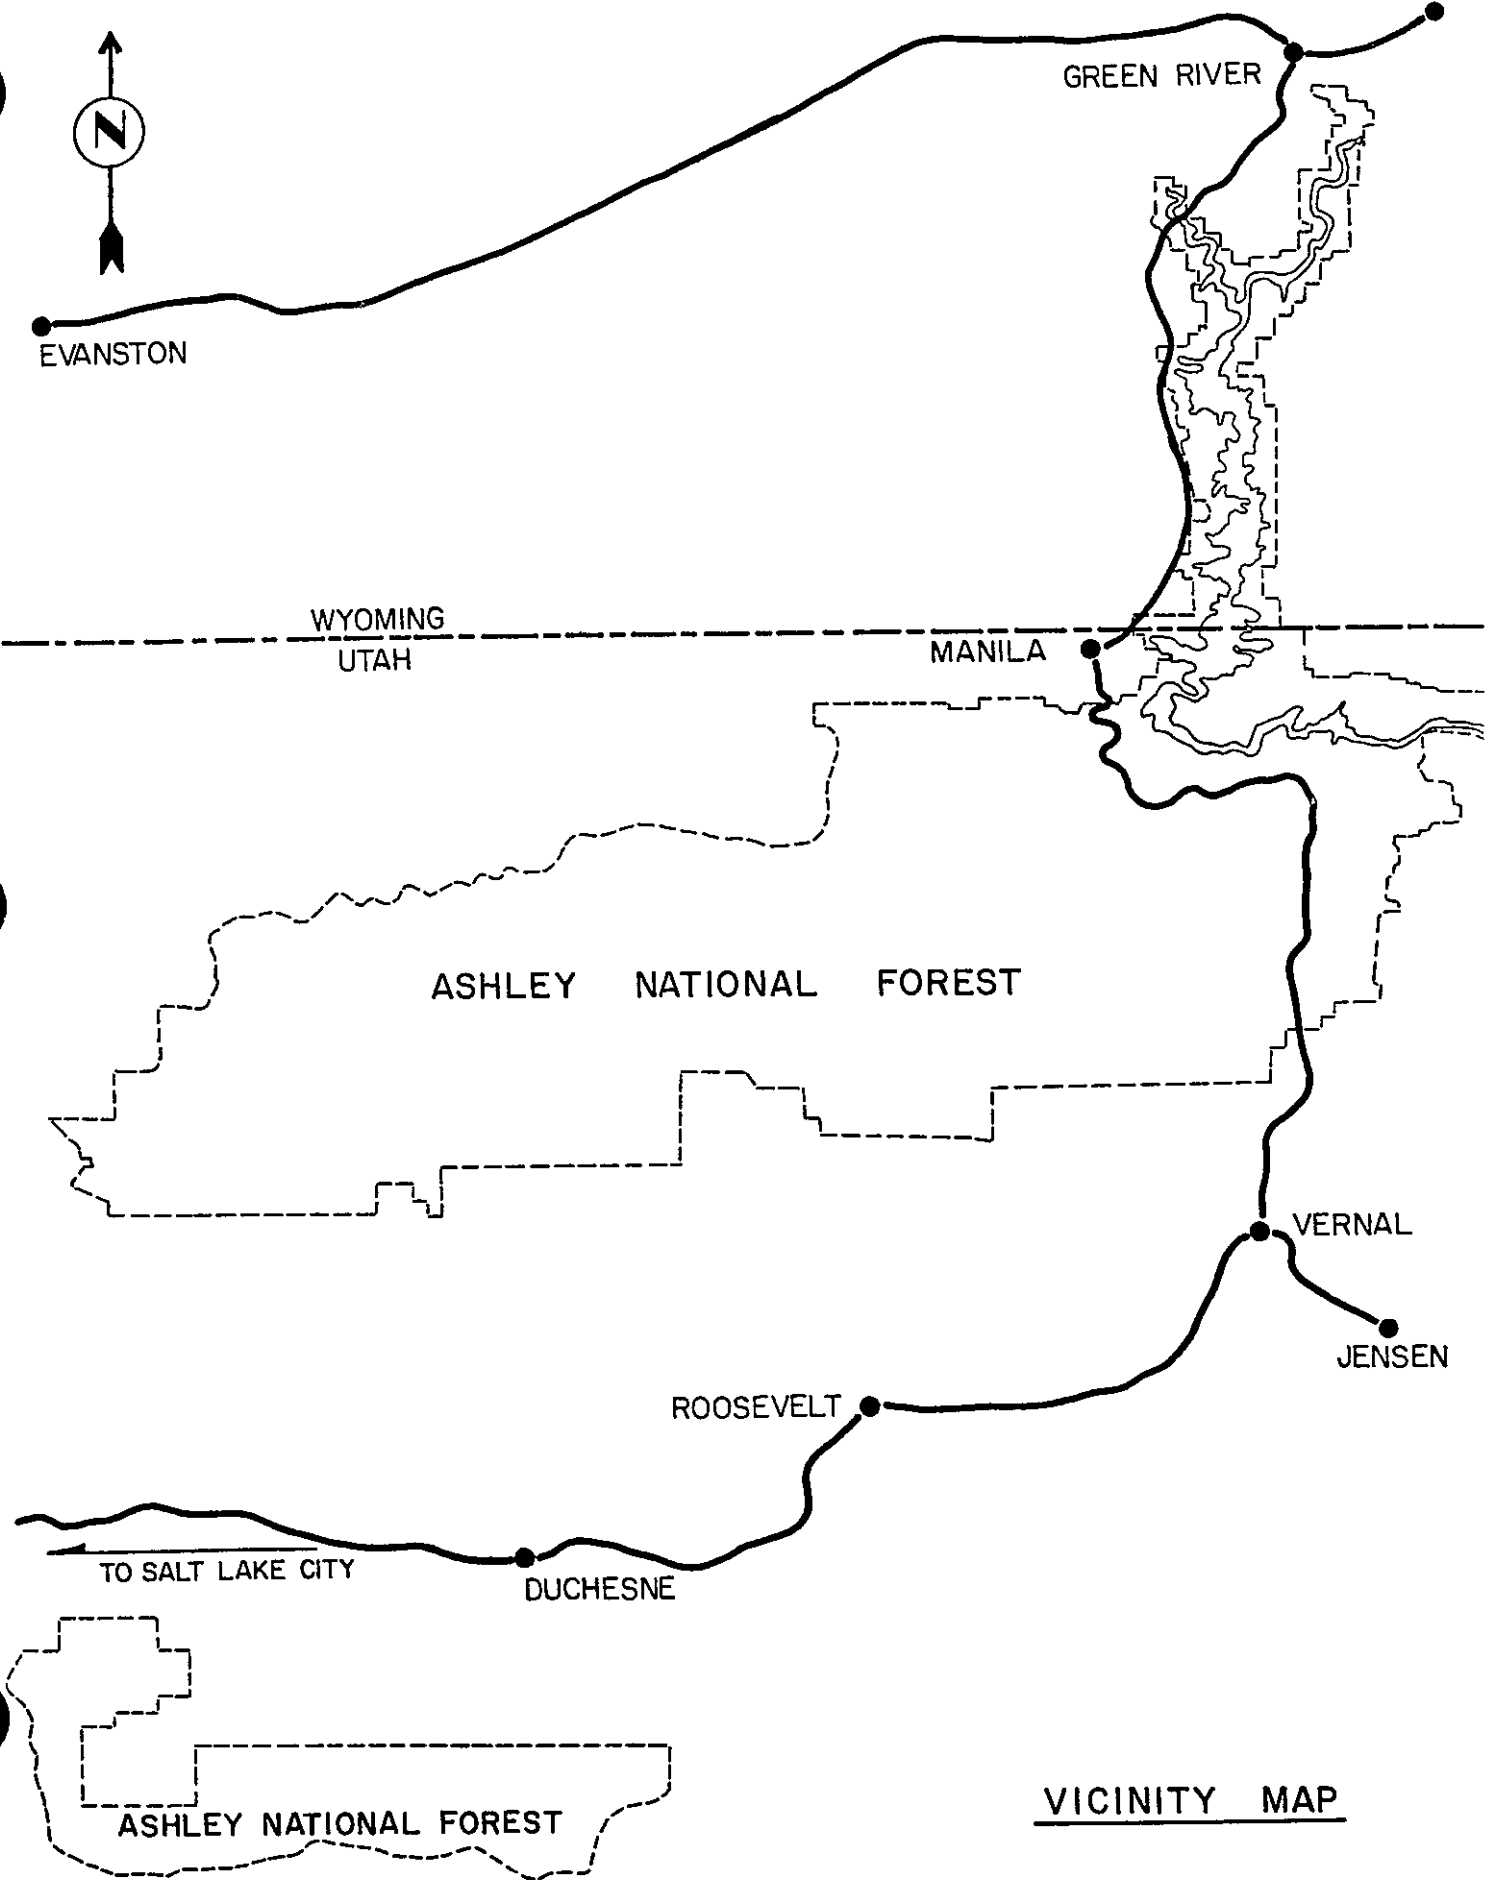 GREEN RIVER
N
EVANSTON
WYOMING
UTAH
MANILA
ASHLEY NATIONAL FOREST
VERNAL
JENSEN
ROOSEVELT
TO SALT LAKE CITY
DUCHESNE
VICINITY MAP
ASHLEY NATIONAL FOREST